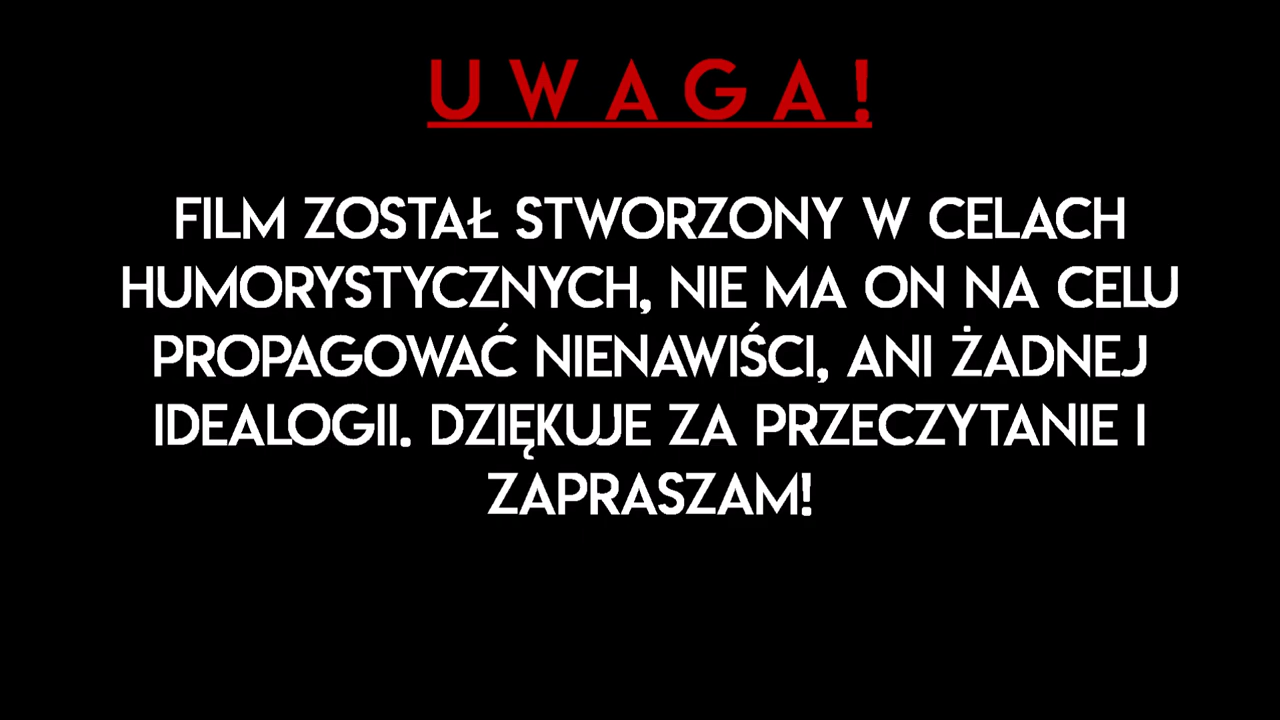 UWAGA!
FILM ZOSTAŁ STWORZONY W CELACH
HUMORYSTYCZNYCH, NIE MA ON NA CELU
PROPAGOWAĆ NIENAWIŚCI, ANI ŻADNEJ
IDEALOGII. DZIĘKUJE ZA PRZECZYTANIE I
ZAPRASZAM!